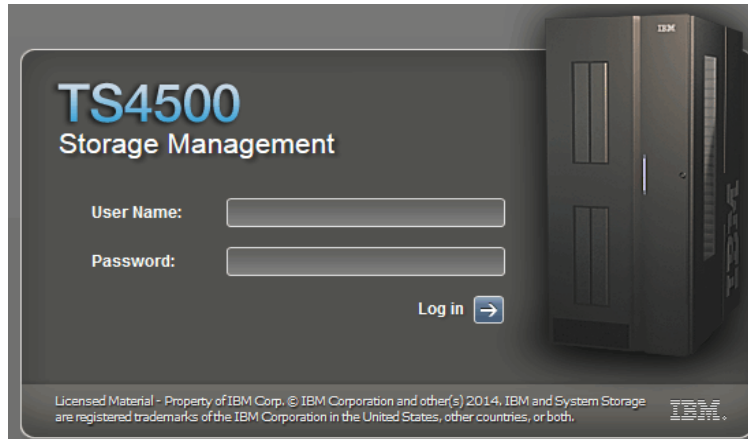 IBM
TS4500
Storage Management
IBM
User Name:
Password:
Log in
Licensed Material - Property of IBM Corp. © IBM Corporation and other(s) 2014. IBM and System Storage
are registered trademarks of the IBM Corporation in the United States, other countries, or both.
IBM.